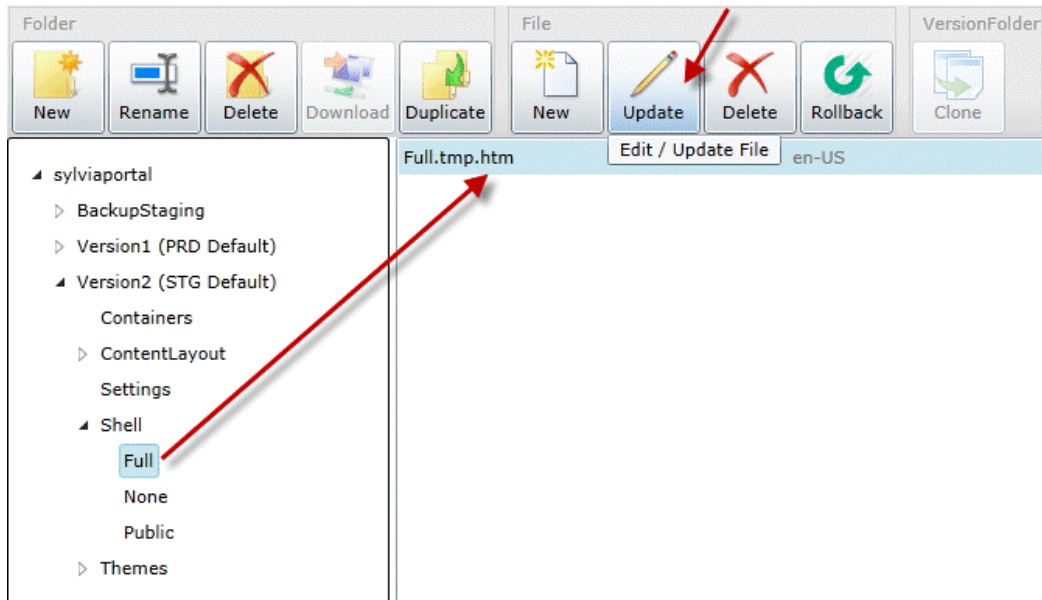 Folder
File
VersionFolder
New
Rename
Delete
Download
Duplicate
New
Update
Delete
Rollback
Clone
Edit / Update File
Full.tmp.htm
en-US
sylviaportal
BackupStaging
Version1 (PRD Default)
Version2 (STG Default)
Containers
ContentLayout
Settings
Shell
Full
None
Public
Themes